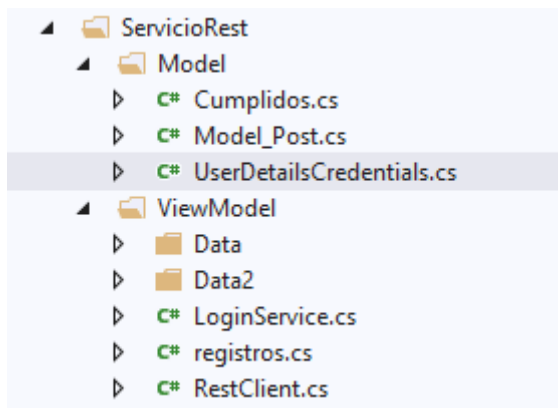 ServicioRest
Model
C# Cumplidos.cs
C# Model_Post.cs
C# UserDetailsCredentials.cs
ViewModel
Data
Data2
C# LoginService.cs
C# registros.cs
C# RestClient.cs